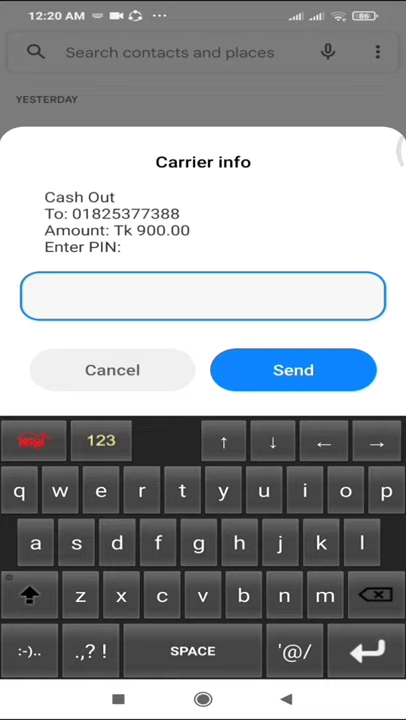 12:20 AM
86
Search contacts and places
YESTERDAY
Carrier info
Cash Out
To: 01825377388
Amount: Tk 900.00
Enter PIN:
Cancel
Send
123
↑ ↓ ← →
q w e r t y u i o p
a s d f g h j k l
z x c v b n m
:-).. .,?! SPACE '@/